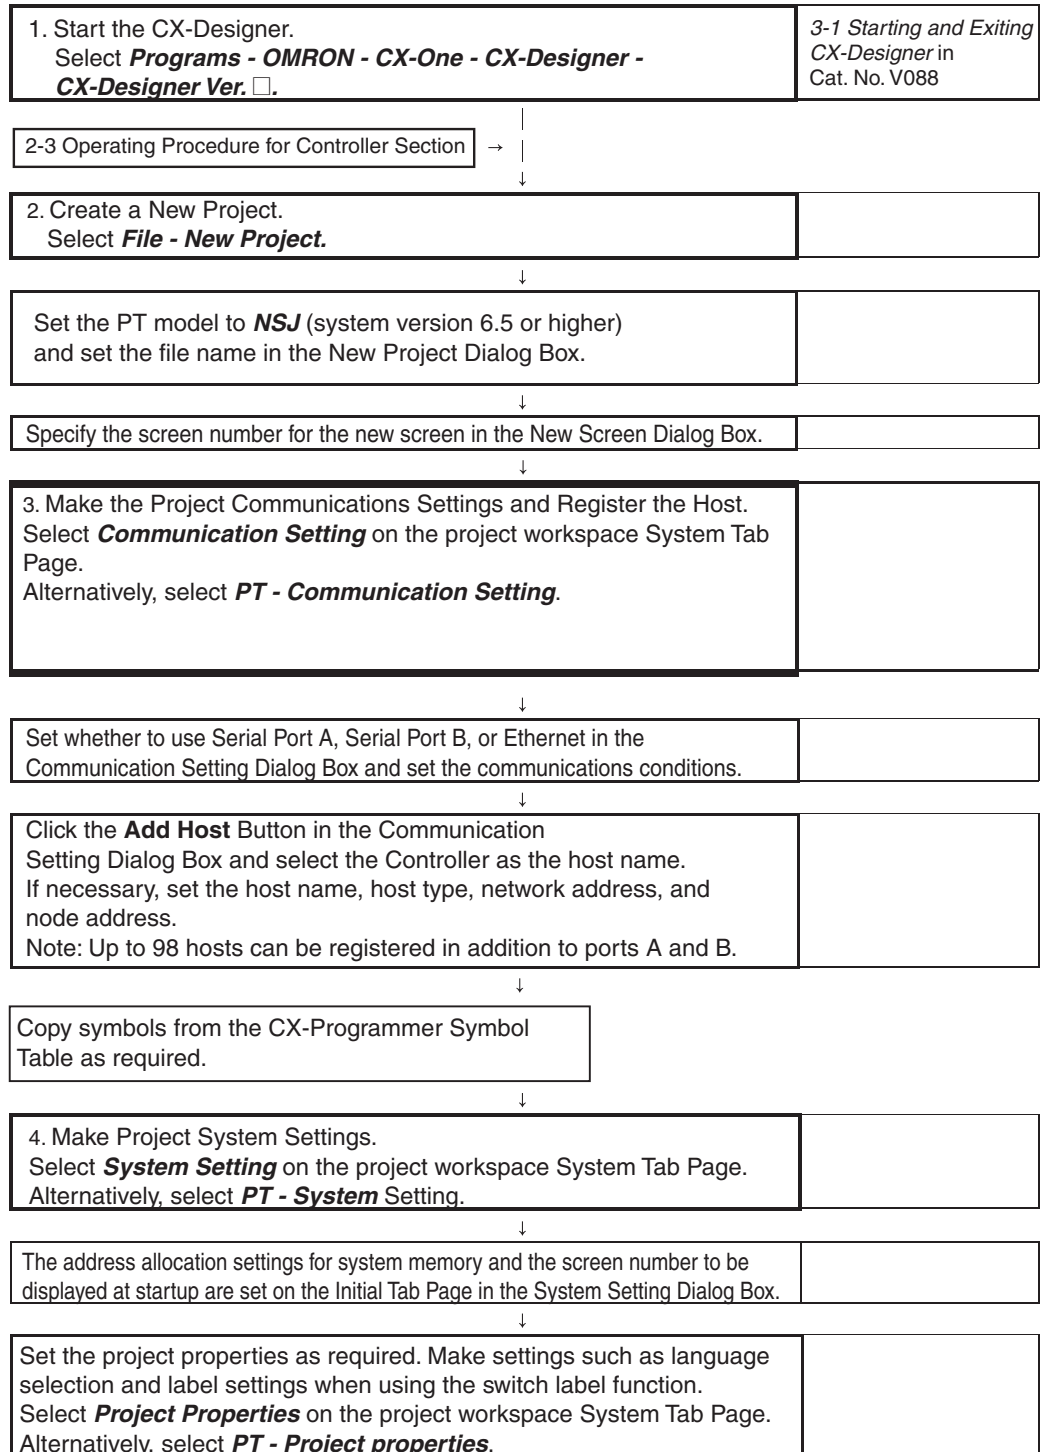 1. Start the CX-Designer.
Select Programs - OMRON - CX-One - CX-Designer -
CX-Designer Ver. □.
3-1 Starting and Exiting
CX-Designer in
Cat. No. V088
2-3 Operating Procedure for Controller Section →
↓
2. Create a New Project.
Select File - New Project.
↓
Set the PT model to NSJ (system version 6.5 or higher)
and set the file name in the New Project Dialog Box.
↓
Specify the screen number for the new screen in the New Screen Dialog Box.
↓
3. Make the Project Communications Settings and Register the Host.
Select Communication Setting on the project workspace System Tab
Page.
Alternatively, select PT - Communication Setting.
↓
Set whether to use Serial Port A, Serial Port B, or Ethernet in the
Communication Setting Dialog Box and set the communications conditions.
↓
Click the Add Host Button in the Communication
Setting Dialog Box and select the Controller as the host name.
If necessary, set the host name, host type, network address, and
node address.
Note: Up to 98 hosts can be registered in addition to ports A and B.
↓
Copy symbols from the CX-Programmer Symbol
Table as required.
↓
4. Make Project System Settings.
Select System Setting on the project workspace System Tab Page.
Alternatively, select PT - System Setting.
↓
The address allocation settings for system memory and the screen number to be
displayed at startup are set on the Initial Tab Page in the System Setting Dialog Box.
↓
Set the project properties as required. Make settings such as language
selection and label settings when using the switch label function.
Select Project Properties on the project workspace System Tab Page.
Alternatively, select PT - Project properties.